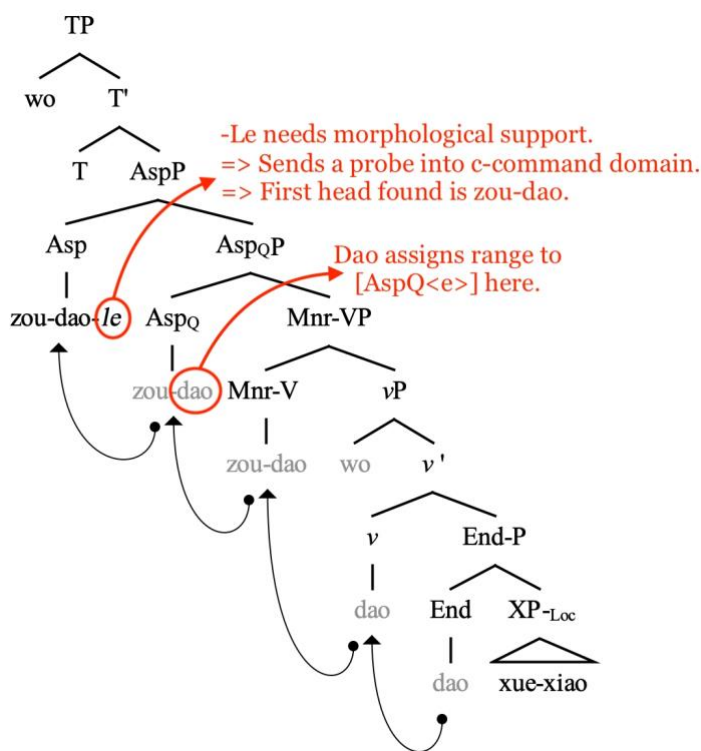 TP
wo T'
-Le needs morphological support.
=> Sends a probe into c-command domain.
=> First head found is zou-dao.
T AspP
Asp AspQP
Dao assigns range to
[AspQ<e>] here.
zou-dao-le AspQ Mnr-VP
zou-dao Mnr-V vP
zou-dao wo v'
v End-P
dao End XP-Loc
dao xue-xiao